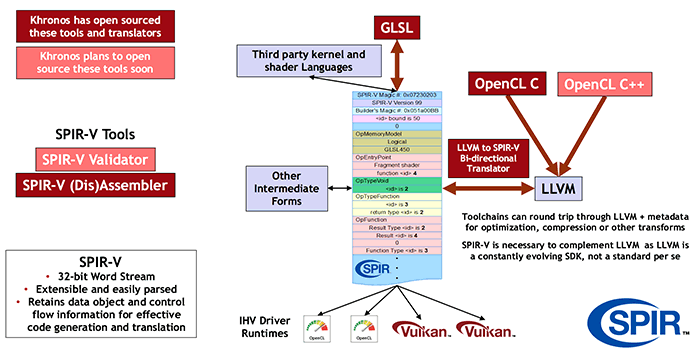 Khronos has open sourced
these tools and translators
Khronos plans to open
source these tools soon
SPIR-V Tools
SPIR-V Validator
SPIR-V (Dis)Assembler
SPIR-V
• 32-bit Word Stream
• Extensible and easily parsed
• Retains data object and control
flow information for effective
code generation and translation
GLSL
Third party kernel and
shader Languages
SPIR-V Magic #: 0x07230203
SPIR-V Version 99
Builder's Magic #: 0x051a00BB
<id> bound is 50
0
OpMemoryModel
Logical
GLSL450
OpEntryPoint
Fragment shader
function <id> 4
OpTypeVoid
<id> is 2
OpTypeFunction
<id> is 3
return type <id> is 2
OpFunction
Result Type <id> is 2
Result <id> is 4
0
Function Type <id> is 3
SPIR
Other
Intermediate
Forms
OpenCL C
OpenCL C++
LLVM to SPIR-V
Bi-directional
Translator
LLVM
Toolchains can round trip through LLVM + metadata
for optimization, compression or other transforms
SPIR-V is necessary to complement LLVM as LLVM is
a constantly evolving SDK, not a standard per se
IHV Driver
Runtimes
OpenCL
OpenCL
Vulkan™
Vulkan™
SPIR™